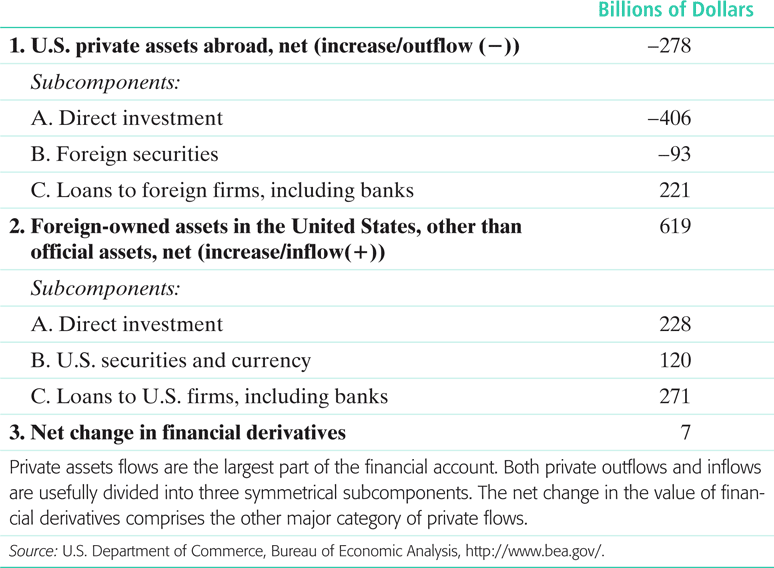 Billions of Dollars
1. U.S. private assets abroad, net (increase/outflow (−)) –278
Subcomponents:
A. Direct investment –406
B. Foreign securities –93
C. Loans to foreign firms, including banks 221
2. Foreign-owned assets in the United States, other than 619
official assets, net (increase/inflow(+))
Subcomponents:
A. Direct investment 228
B. U.S. securities and currency 120
C. Loans to U.S. firms, including banks 271
3. Net change in financial derivatives 7
Private assets flows are the largest part of the financial account. Both private outflows and inflows
are usefully divided into three symmetrical subcomponents. The net change in the value of finan-
cial derivatives comprises the other major category of private flows.
Source: U.S. Department of Commerce, Bureau of Economic Analysis, http://www.bea.gov/.